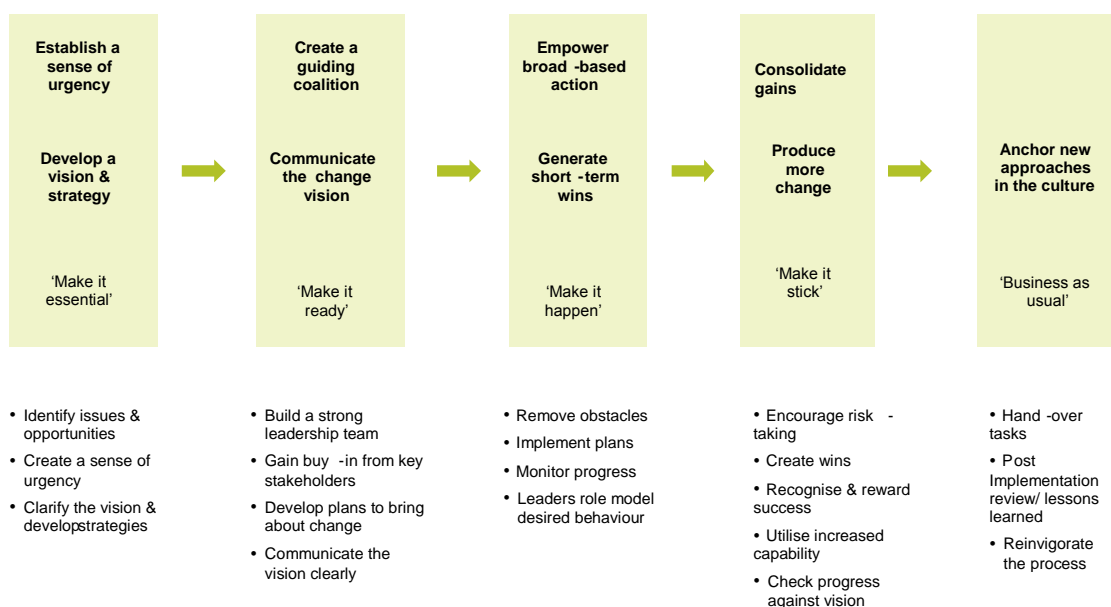 Establish a
sense of
urgency
Develop a
vision &
strategy
‘Make it
essential’
Create a
guiding
coalition
Communicate
the change
vision
‘Make it
ready’
Empower
broad -based
action
Generate
short -term
wins
‘Make it
happen’
Consolidate
gains
Produce
more
change
‘Make it
stick’
Anchor new
approaches
in the culture
‘Business as
usual’
• Identify issues &
opportunities
• Create a sense of
urgency
• Clarify the vision &
developstrategies
• Build a strong
leadership team
• Gain buy -in from key
stakeholders
• Develop plans to bring
about change
• Communicate the
vision clearly
• Remove obstacles
• Implement plans
• Monitor progress
• Leaders role model
desired behaviour
• Encourage risk -
taking
• Create wins
• Recognise & reward
success
• Utilise increased
capability
• Check progress
against vision
• Hand -over
tasks
• Post
Implementation
review/ lessons
learned
• Reinvigorate
the process